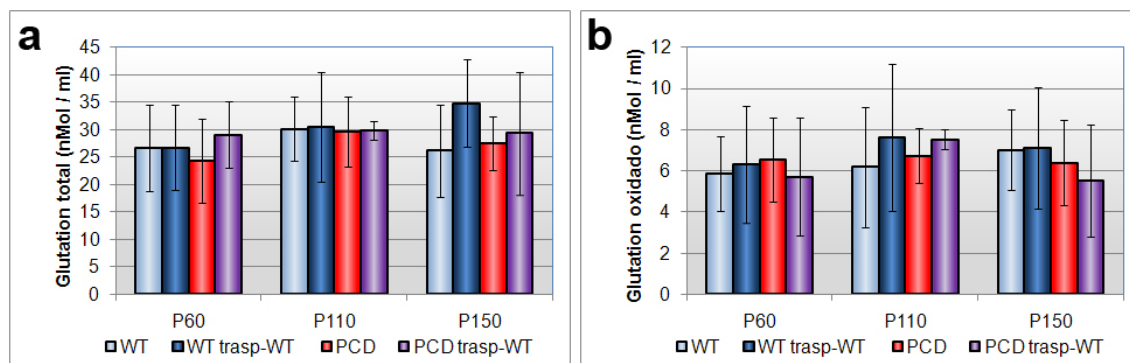 a
Glutation total (nMol / ml)
45
40
35
30
25
20
15
10
5
0
P60 P110 P150
WT WT trasp-WT PCD PCD trasp-WT
b
Glutation oxidado (nMol / ml)
12
10
8
6
4
2
0
P60 P110 P150
WT WT trasp-WT PCD PCD trasp-WT